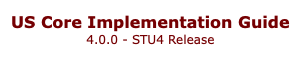 US Core Implementation Guide
4.0.0 - STU4 Release